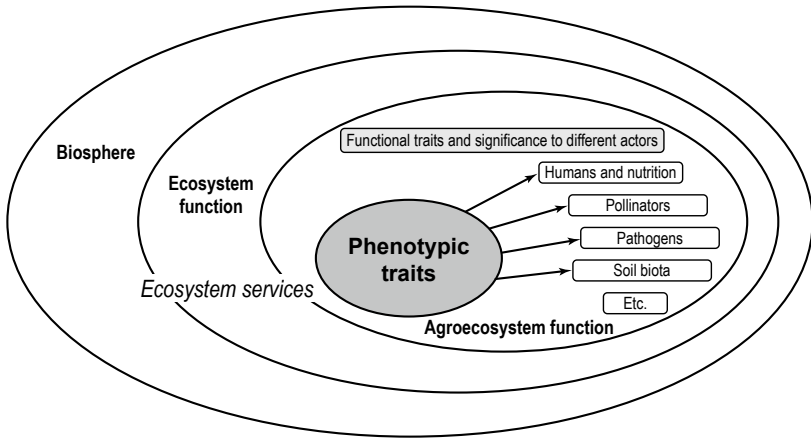 Functional traits and significance to different actors
Biosphere
Humans and nutrition
Ecosystem
function
Pollinators
Phenotypic
traits
Pathogens
Soil biota
Ecosystem services
Etc.
Agroecosystem function